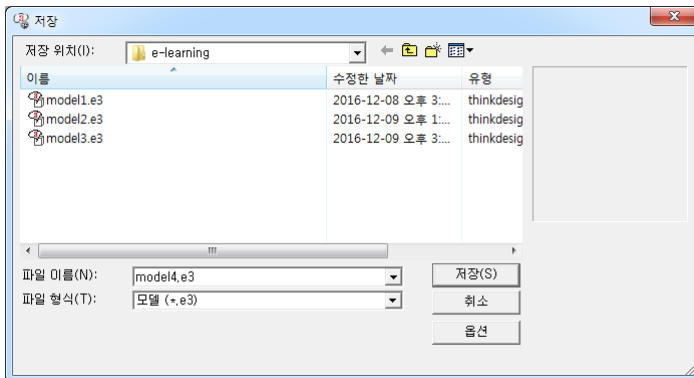 저장
저장 위치(I): e-learning
이름 수정한 날짜 유형
model1.e3 2016-12-08 오후 3:... thinkdesig
model2.e3 2016-12-09 오후 1:... thinkdesig
model3.e3 2016-12-09 오후 3:... thinkdesig
파일 이름(N): model4.e3 저장(S)
파일 형식(T): 모델 (*.e3) 취소
옵션